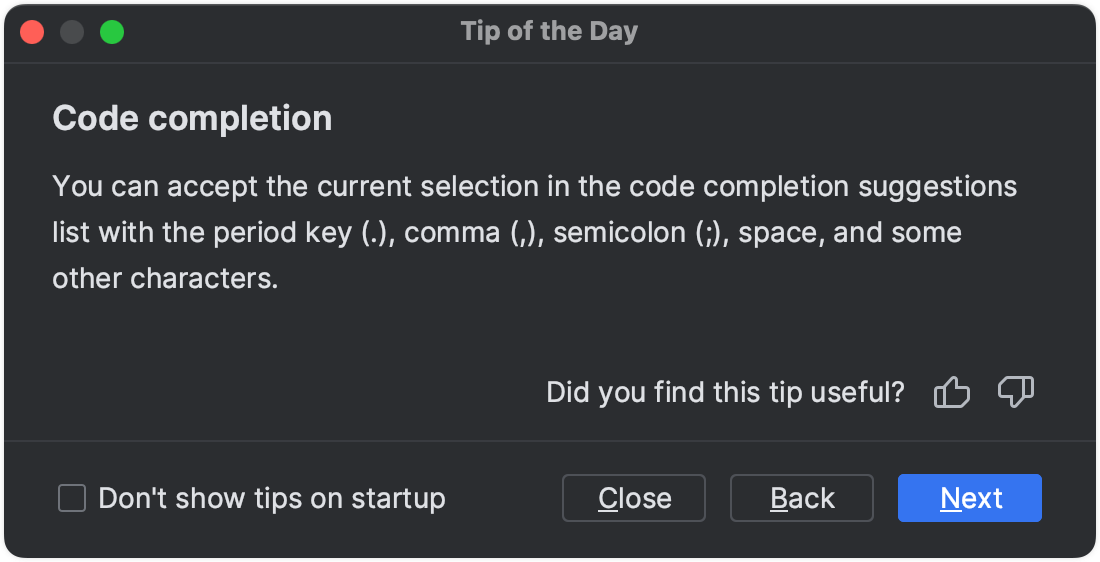 Tip of the Day
Code completion
You can accept the current selection in the code completion suggestions
list with the period key (.), comma (,), semicolon (;), space, and some
other characters.
Did you find this tip useful?
Don't show tips on startup
Close
Back
Next